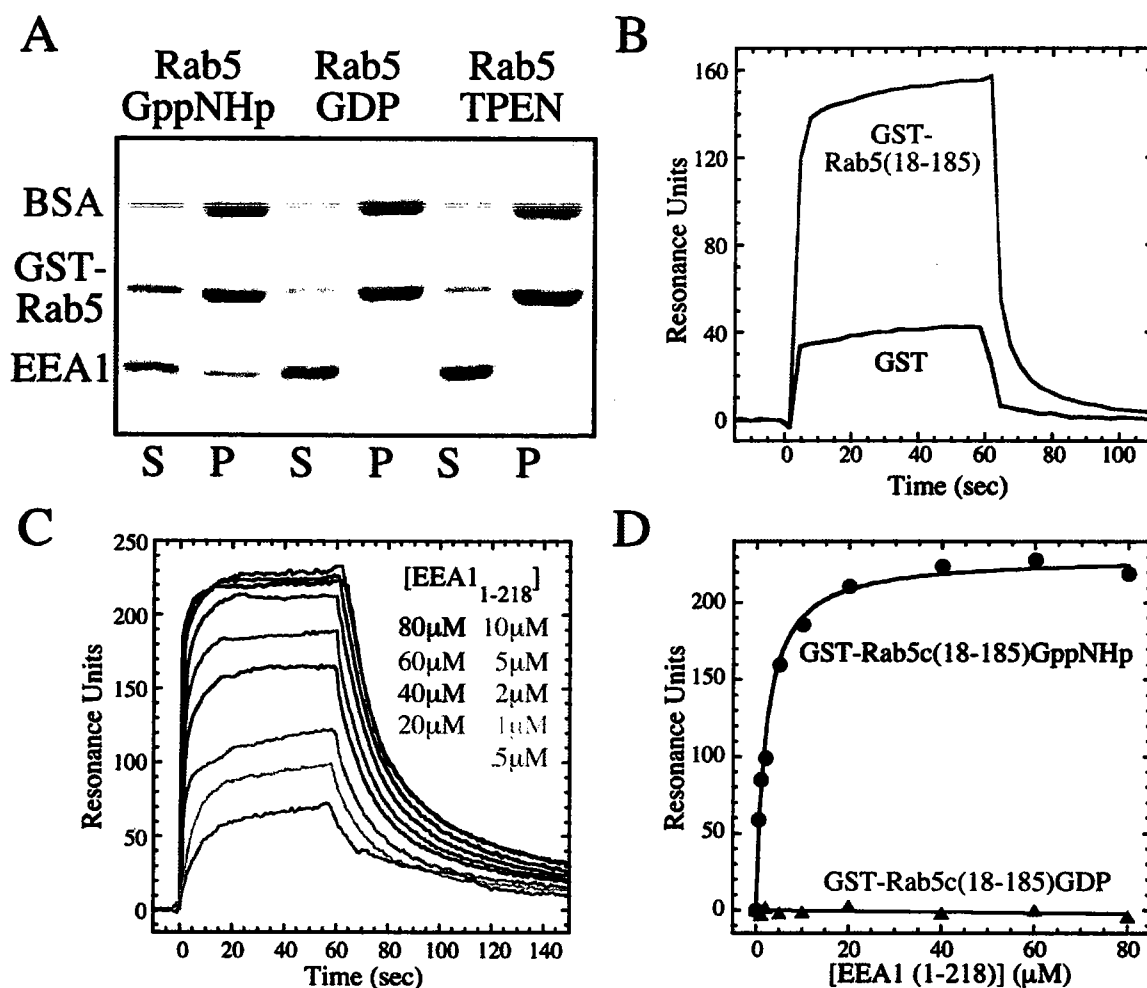 A
Rab5 Rab5 Rab5
GppNHp GDP TPEN
BSA
GST-
Rab5
EEA1
S P S P S P
B
160
120
80
40
0
Resonance Units
GST-
Rab5(18-185)
GST
0 20 40 60 80 100
Time (sec)
C
250
200
150
100
50
0
Resonance Units
[EEA1 1-218]
80µM 10µM
60µM 5µM
40µM 2µM
20µM 1µM
.5µM
0 20 40 60 80 100 120 140
Time (sec)
D
200
150
100
50
0
Resonance Units
GST-Rab5c(18-185)GppNHp
GST-Rab5c(18-185)GDP
0 20 40 60 80
[EEA1 (1-218)] (µM)